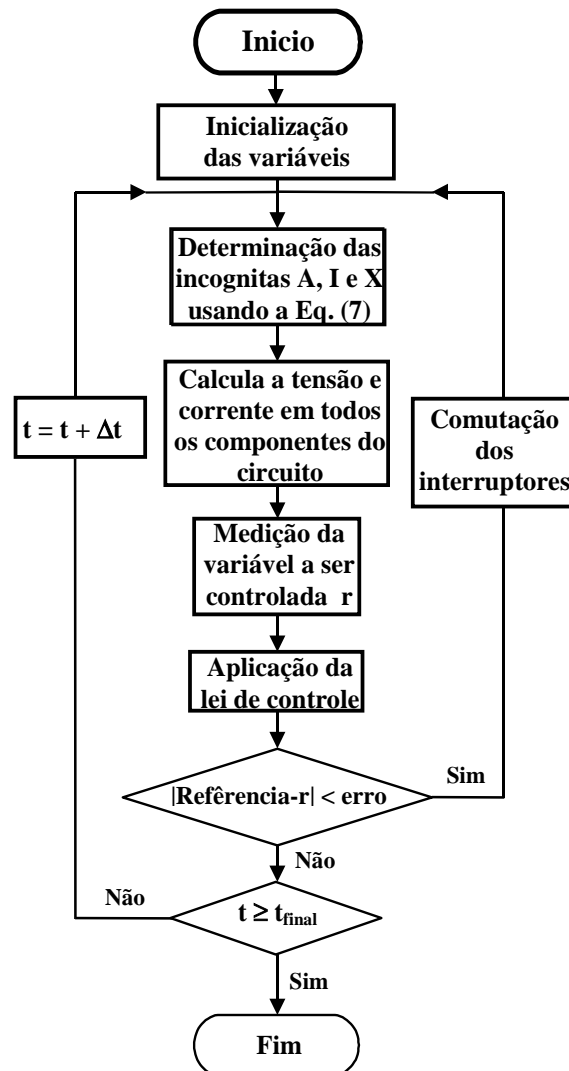 Inicio
Inicialização
das variáveis
Determinação das
incognitas A, I e X
usando a Eq. (7)
Calcula a tensão e
corrente em todos
os componentes do
circuito
t = t + Δt
Comutação
dos
interruptores
Medição da
variável a ser
controlada r
Aplicação da
lei de controle
|Refêrencia-r| < erro
Sim
Não
Não
t ≥ tfinal
Sim
Fim